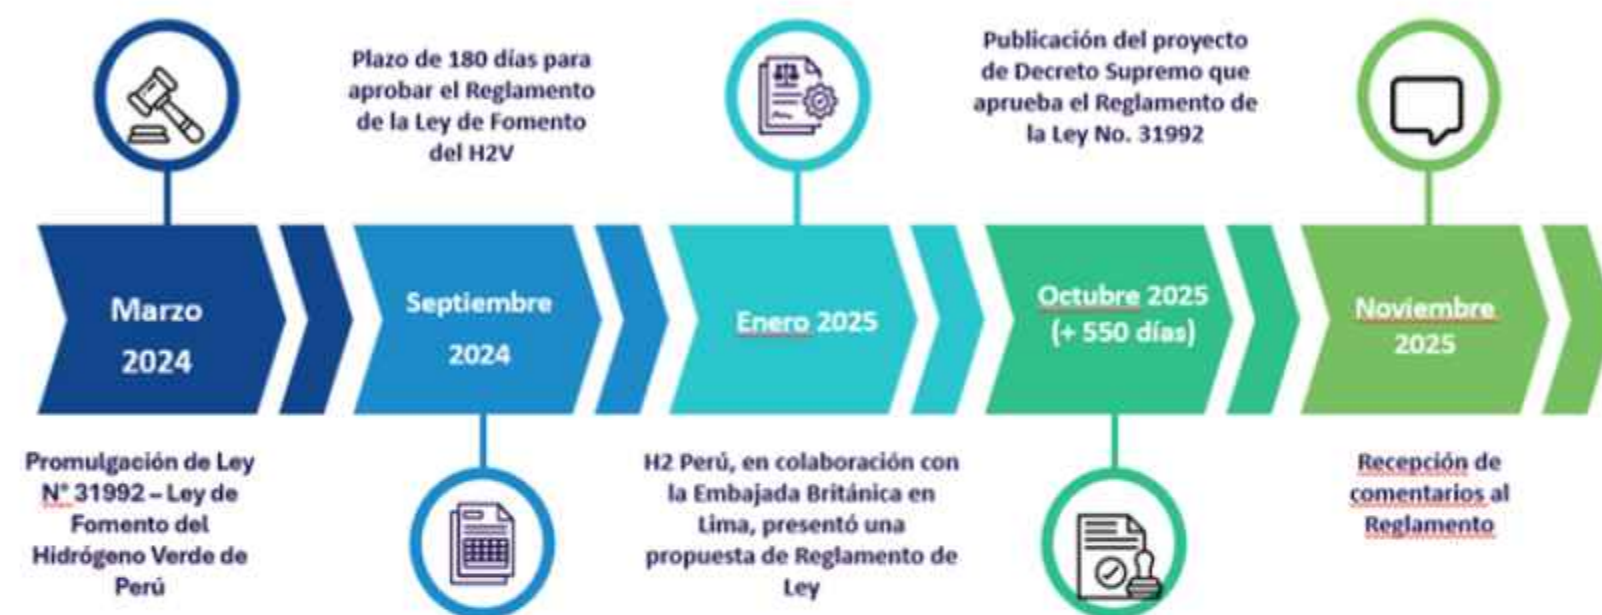 Marzo
2024
Promulgación de Ley
N° 31992 – Ley de
Fomento del
Hidrógeno Verde de
Perú
Plazo de 180 días para
aprobar el Reglamento
de la Ley de Fomento
del H2V
Septiembre
2024
Enero 2025
H2 Perú, en colaboración con
la Embajada Británica en
Lima, presentó una
propuesta de Reglamento de
Ley
Publicación del proyecto
de Decreto Supremo que
aprueba el Reglamento de
la Ley No. 31992
Octubre 2025
(+ 550 días)
Noviembre
2025
Recepción de
comentarios al
Reglamento